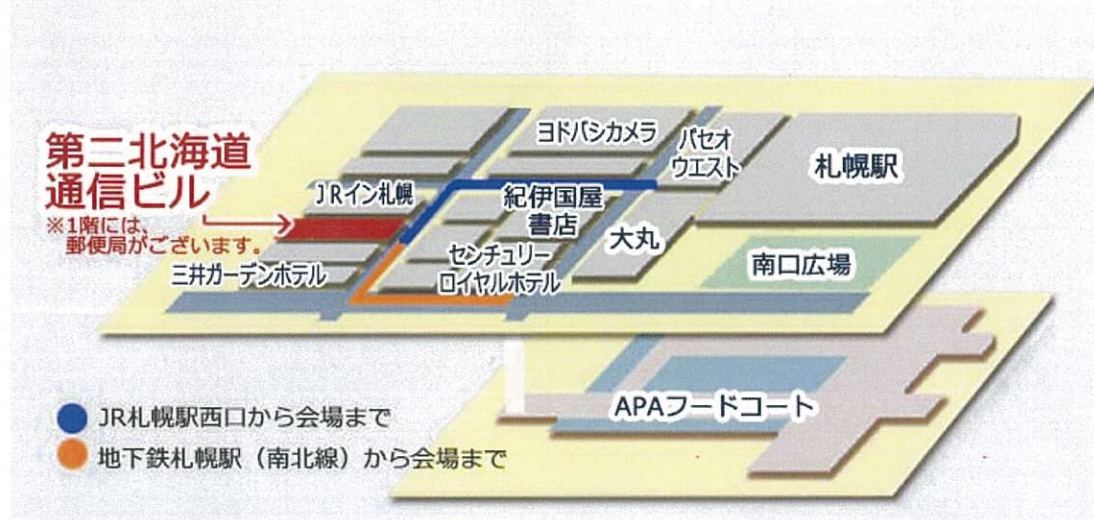 第二北海道
通信ビル
※1階には、
郵便局がございます。
ヨドバシカメラ
パセオ
ウエスト
札幌駅
JRイン札幌
紀伊国屋
書店
大丸
南口広場
センチュリー
ロイヤルホテル
三井ガーデンホテル
APAフードコート
JR札幌駅西口から会場まで
地下鉄札幌駅（南北線）から会場まで